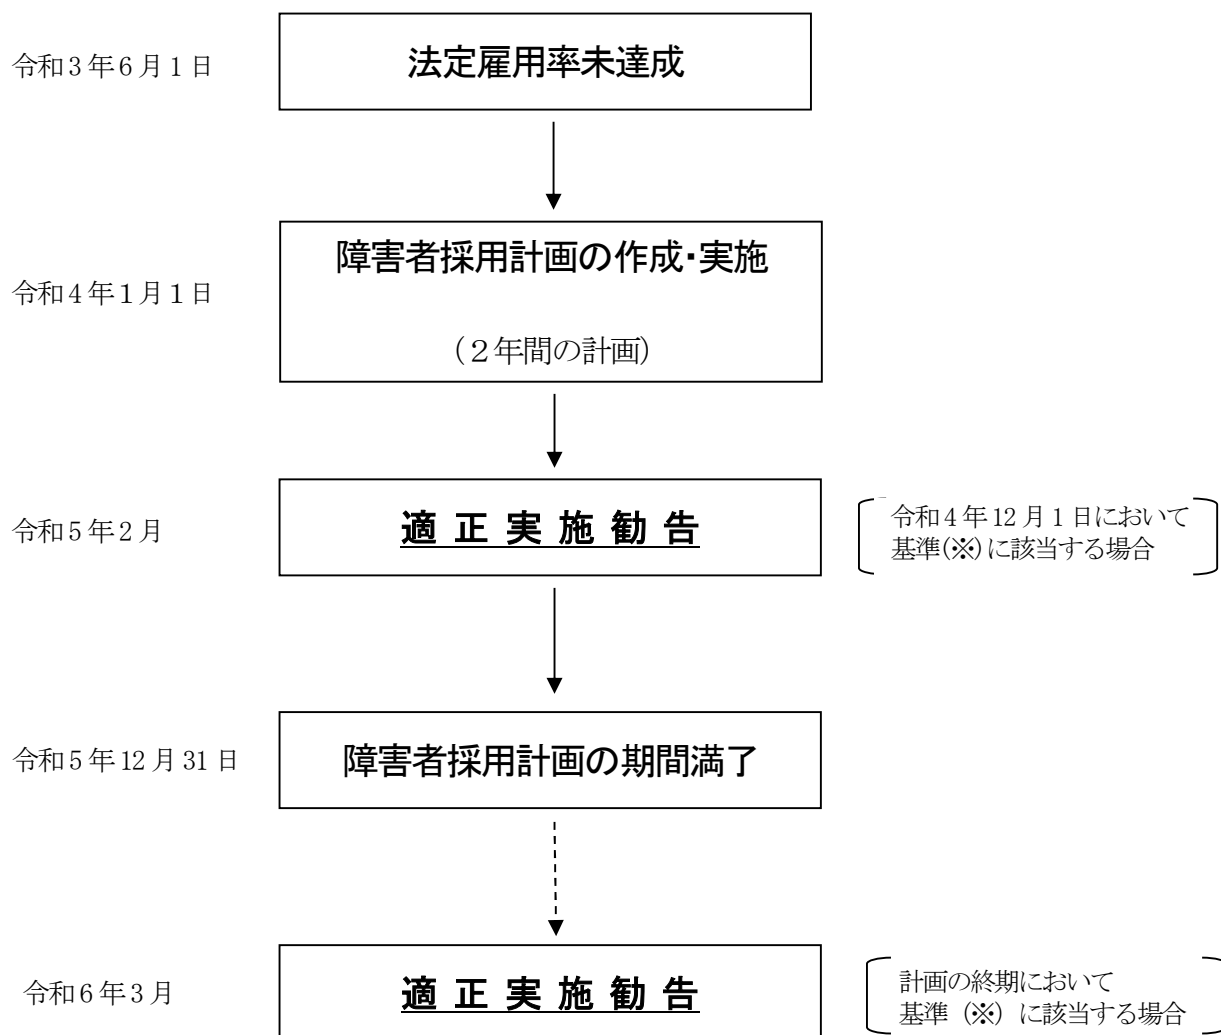 令和3年6月1日
法定雇用率未達成
令和4年1月1日
障害者採用計画の作成・実施
(2年間の計画)
令和5年2月
適正実施勧告
令和4年12月1日において
基準(※)に該当する場合
令和5年12月31日
障害者採用計画の期間満了
令和6年3月
適正実施勧告
計画の終期において
基準(※)に該当する場合